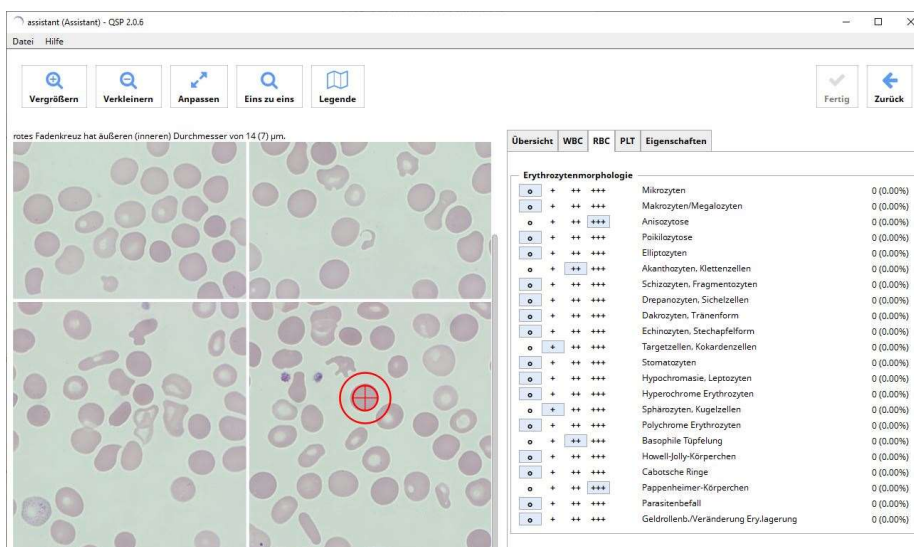 assistant (Assistant) - QSP 2.0.6
Datei Hilfe
Vergrößern Verkleinern Anpassen Eins zu eins Legende Fertig Zurück
rotes Fadenkreuz hat äußeren (inneren) Durchmesser von 14 (7) µm.
Übersicht WBC RBC PLT Eigenschaften
Erythrozytenmorphologie
o + ++ +++ Mikrozyten 0 (0.00%)
o + ++ +++ Makrozyten/Megalozyten 0 (0.00%)
o + ++ +++ Anisozytose 0 (0.00%)
o + ++ +++ Poikilozytose 0 (0.00%)
o + ++ +++ Elliptozyten 0 (0.00%)
o + ++ +++ Akanthozyten, Klettenzellen 0 (0.00%)
o + ++ +++ Schizozyten, Fragmentozyten 0 (0.00%)
o + ++ +++ Drepanozyten, Sichelzellen 0 (0.00%)
o + ++ +++ Dakrozyten, Tränenform 0 (0.00%)
o + ++ +++ Echinozyten, Stechapfelform 0 (0.00%)
o + ++ +++ Targetzellen, Kokardenzellen 0 (0.00%)
o + ++ +++ Stomatozyten 0 (0.00%)
o + ++ +++ Hypochromasie, Leptozyten 0 (0.00%)
o + ++ +++ Hyperochrome Erythrozyten 0 (0.00%)
o + ++ +++ Sphärozyten, Kugelzellen 0 (0.00%)
o + ++ +++ Polychrome Erythrozyten 0 (0.00%)
o + ++ +++ Basophile Tüpfelung 0 (0.00%)
o + ++ +++ Howell-Jolly-Körperchen 0 (0.00%)
o + ++ +++ Cabotsche Ringe 0 (0.00%)
o + ++ +++ Pappenheimer-Körperchen 0 (0.00%)
o + ++ +++ Parasitenbefall 0 (0.00%)
o + ++ +++ Geldrollenb./Veränderung Ery.lagerung 0 (0.00%)